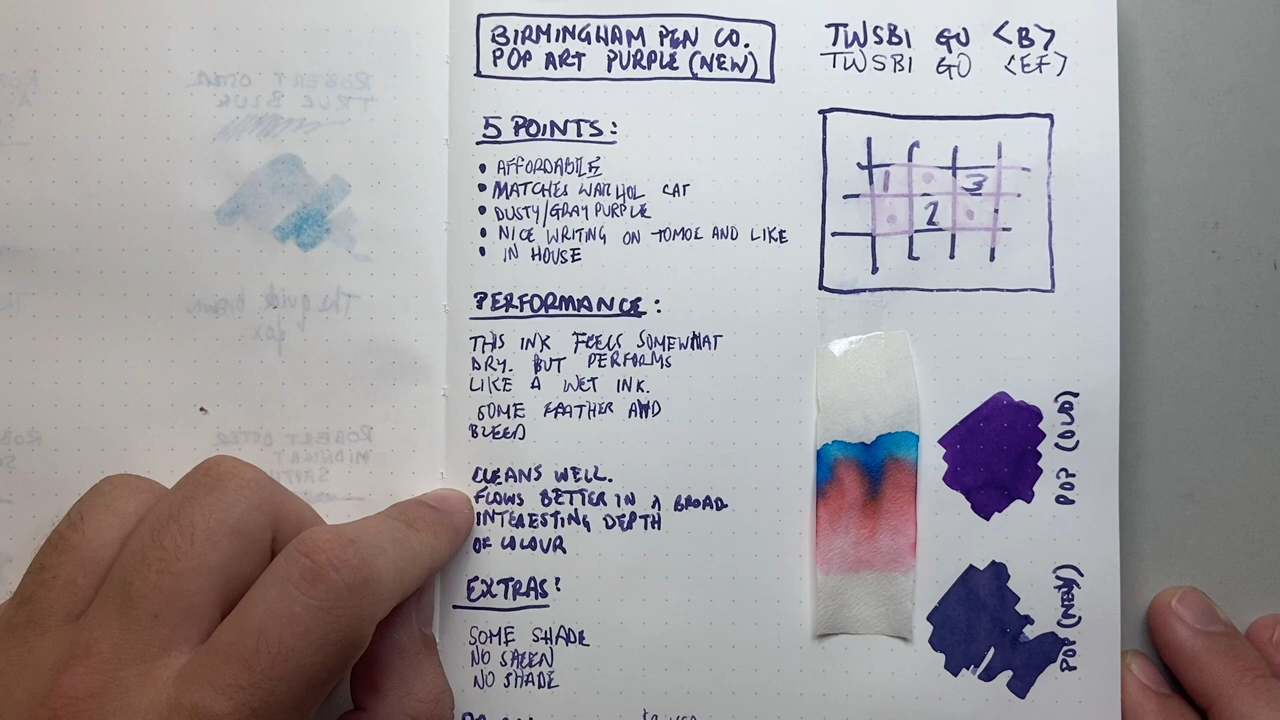 BIRMINGHAM PEN CO.
POP ART PURPLE (NEW)
TWSBI GO <B>
TWSBI GO <EF>
5 POINTS:
• AFFORDABLE
• MATCHES WARHOL CAT
• DUSTY/GRAY PURPLE
• NICE WRITING ON TOMOE AND LIKE
• IN HOUSE
1 3
2
PERFORMANCE:
THIS INK FEELS SOMEWHAT
DRY. BUT PERFORMS
LIKE A WET INK.
SOME FEATHER AND
BLEED
CLEANS WELL.
FLOWS BETTER IN A BROAD
INTERESTING DEPTH
OF COLOUR
EXTRAS:
SOME SHADE
NO SHEEN
NO SHADE
POP (OLD)
POP (NEW)
ROBERT OSTER
TRUE BLUE
The quick brown
fox
ROBERT OSTER
MIDNIGHT